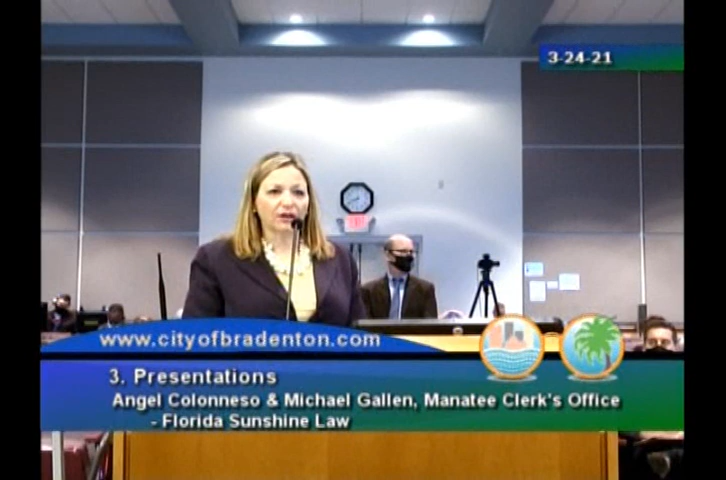 3-24-21
www.cityofbradenton.com
3. Presentations
Angel Colonneso & Michael Gallen, Manatee Clerk's Office
- Florida Sunshine Law